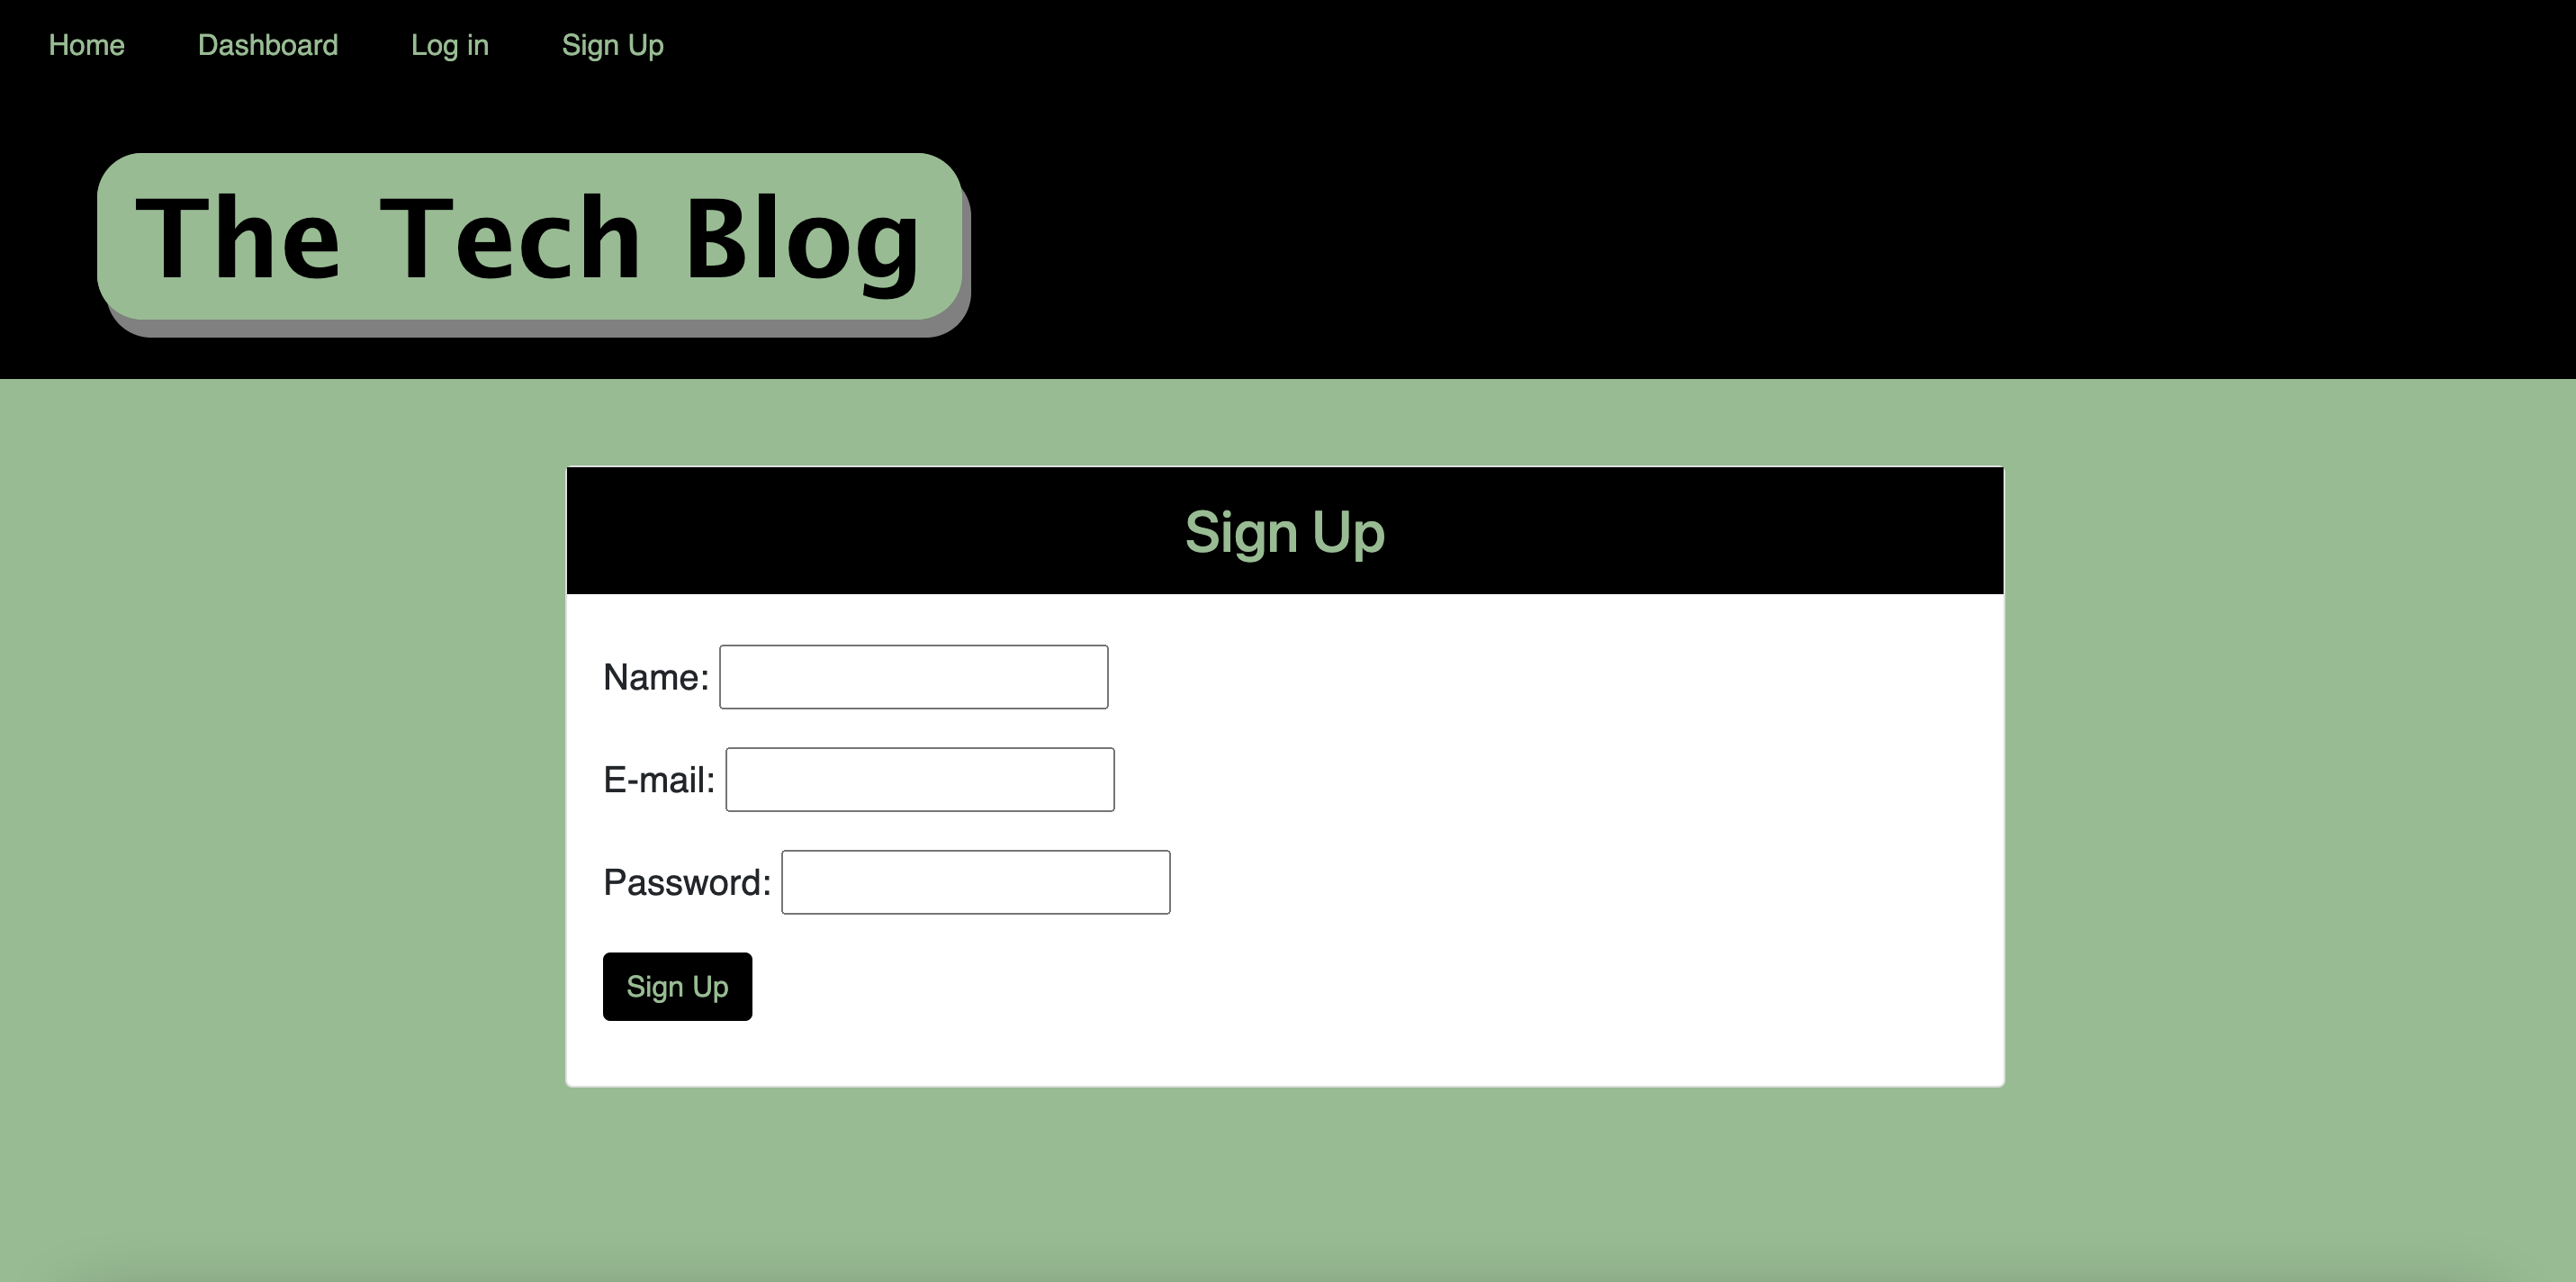 Home Dashboard Log in Sign Up
The Tech Blog
Sign Up
Name:
E-mail:
Password:
Sign Up